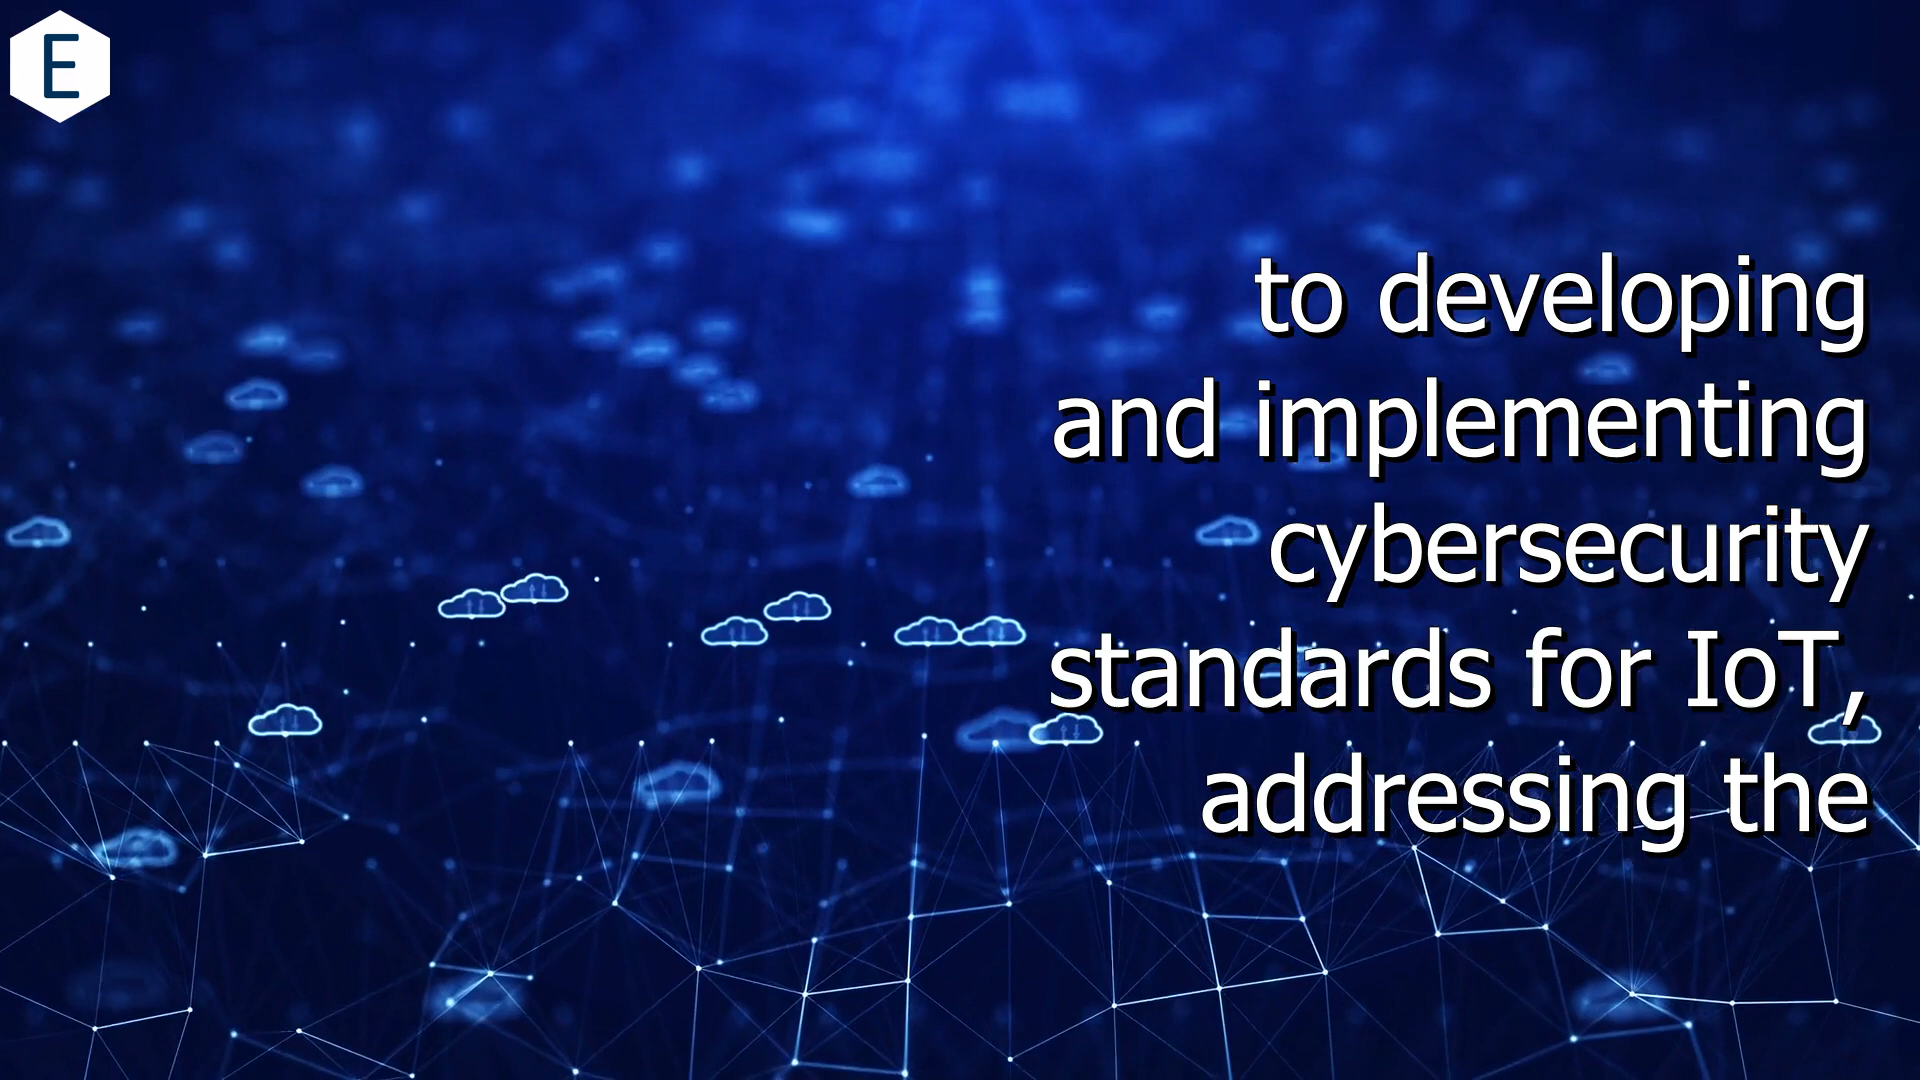 E
to developing
and implementing
cybersecurity
standards for IoT,
addressing the